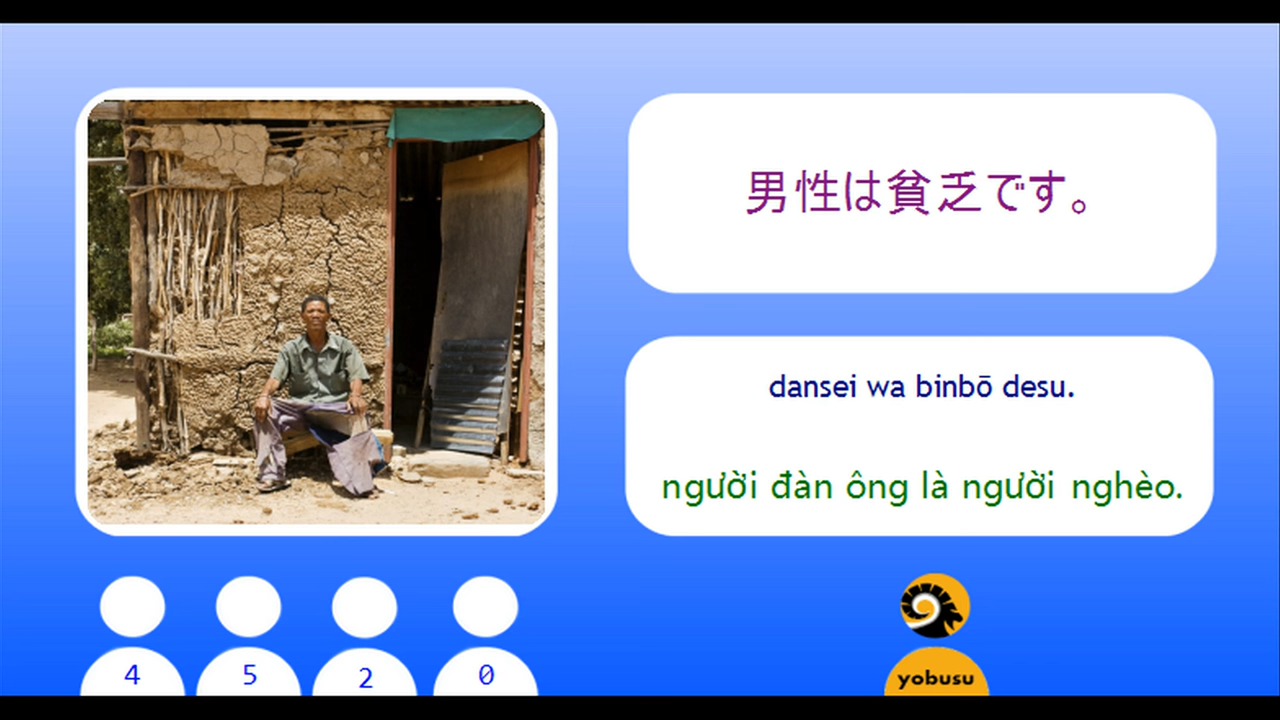 男性は貧乏です。
dansei wa binbō desu.
người đàn ông là người nghèo.
4 5 2 0
yobusu